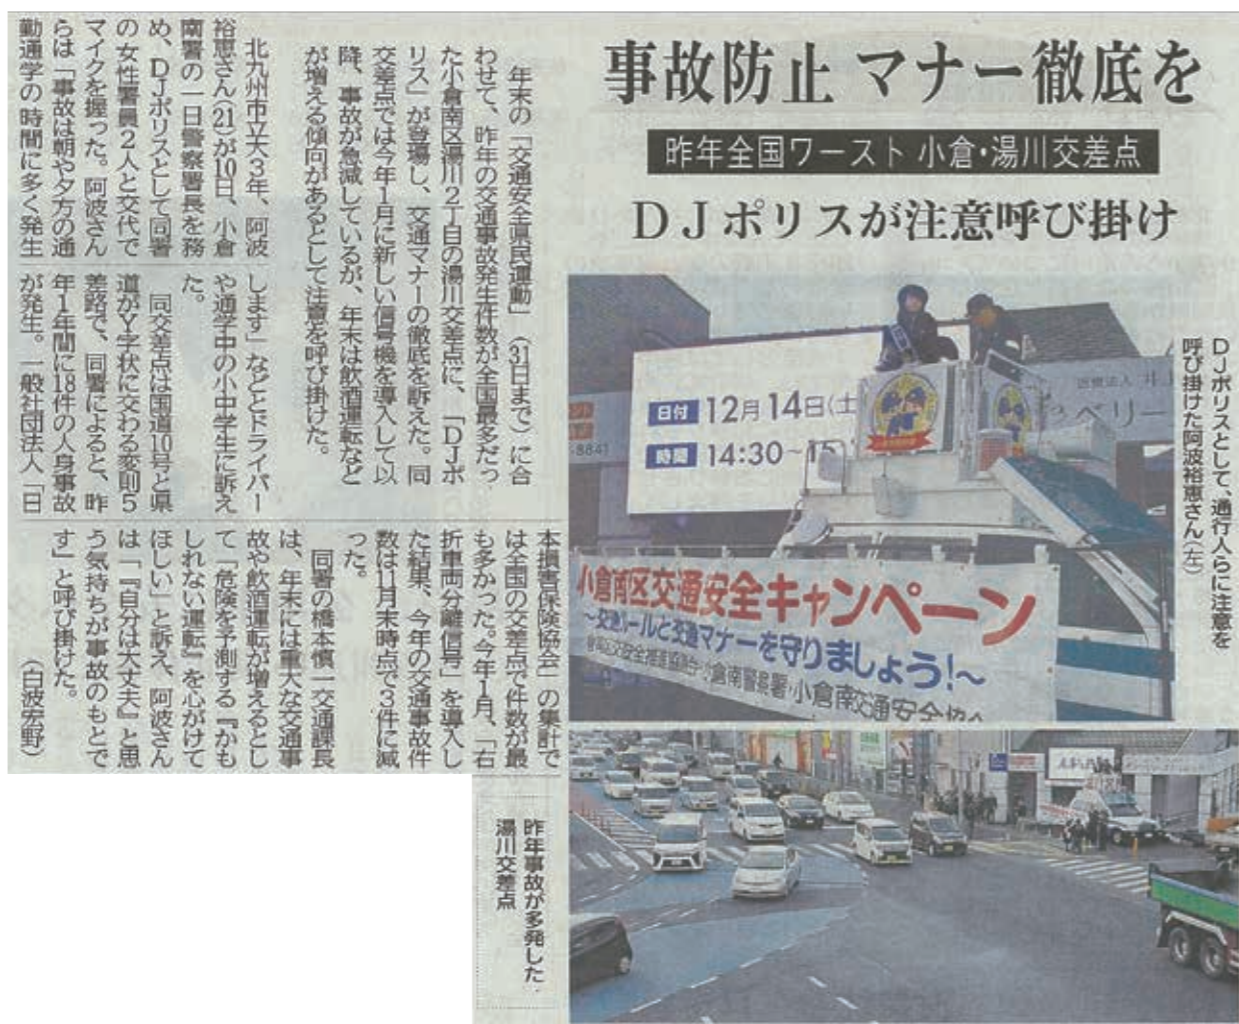 事故防止 マナー徹底を
昨年全国ワースト 小倉・湯川交差点
DJポリスが注意呼び掛け
年末の「交通安全県民運動」(31日まで)に合
わせて、昨年の交通事故発生件数が全国最多だっ
た小倉南区湯川2丁目の湯川交差点に、「DJポ
リス」が登場し、交通マナーの徹底を訴えた。同
交差点では今年1月に新しい信号機を導入して以
降、事故が急減しているが、年末は飲酒運転など
が増える傾向があるとして注意を呼び掛けた。
北九州市立大3年、阿波
裕恵さん(21)が10日、小倉
南署の一日警察署長を務
め、DJポリスとして同署
の女性署員2人と交代で
マイクを握った。阿波さん
らは「事故は朝や夕方の通
勤通学の時間に多く発生
します」などとドライバー
や通学中の小中学生に訴え
た。
同交差点は国道10号と県
道がY字状に交わる変則5
差路で、同署によると、昨
年1年間に18件の人身事故
が発生。一般社団法人「日
本損害保険協会」の集計で
は全国の交差点で件数が最
も多かった。今年1月、「右
折車両分離信号」を導入し
た結果、今年の交通事故件
数は11月末時点で3件に減
った。
同署の橋本慎一交通課長
は、年末には重大な交通事
故や飲酒運転が増えるとし
て「危険を予測する『かも
しれない運転』を心がけて
ほしい」と訴え、阿波さん
は「『自分は大丈夫』と思
う気持ちが事故のもとで
す」と呼び掛けた。
(白波宏野)
DJポリスとして、通行人らに注意を
呼び掛けた阿波裕恵さん(左)
日付 12月14日(土
時間 14:30〜15
医療法人 井上
ベリー
-8841
小倉南区交通安全キャンペーン
〜交通ルールと交通マナーを守りましょう!〜
小倉南警察署・小倉南交通安全協会
昨年事故が多発した
湯川交差点